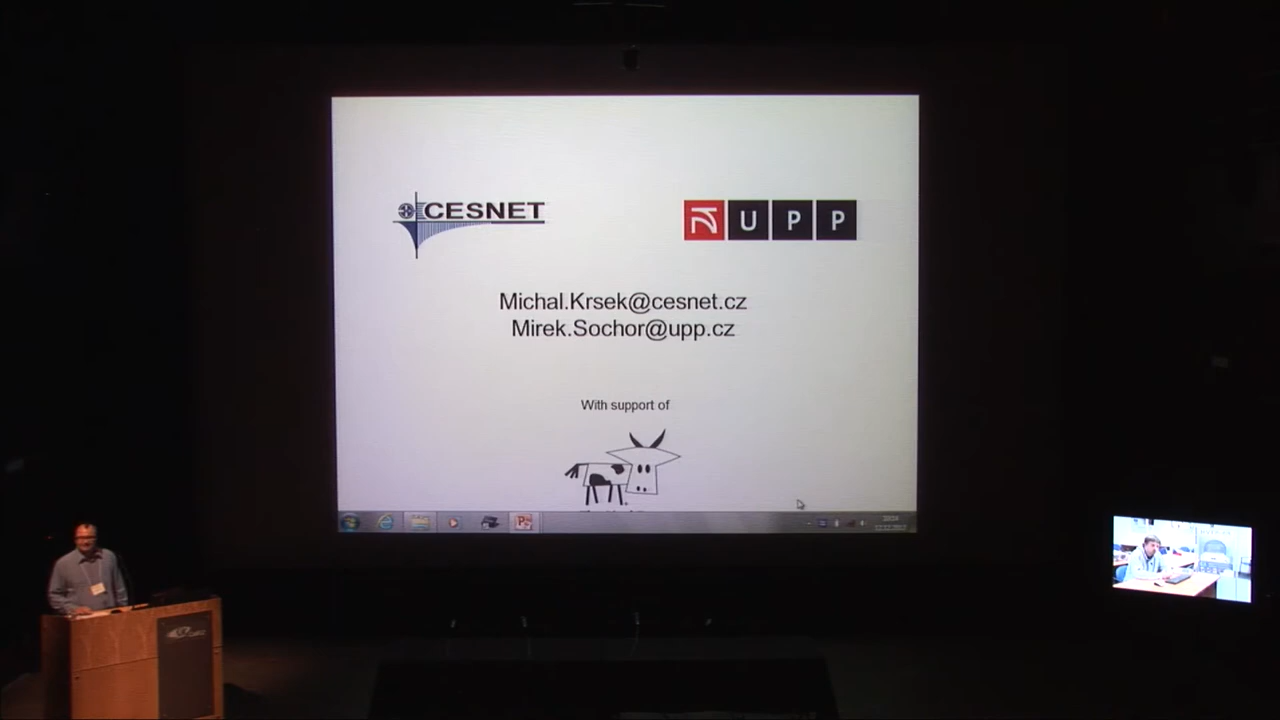 CESNET
UPP
Michal.Krsek@cesnet.cz
Mirek.Sochor@upp.cz
With support of